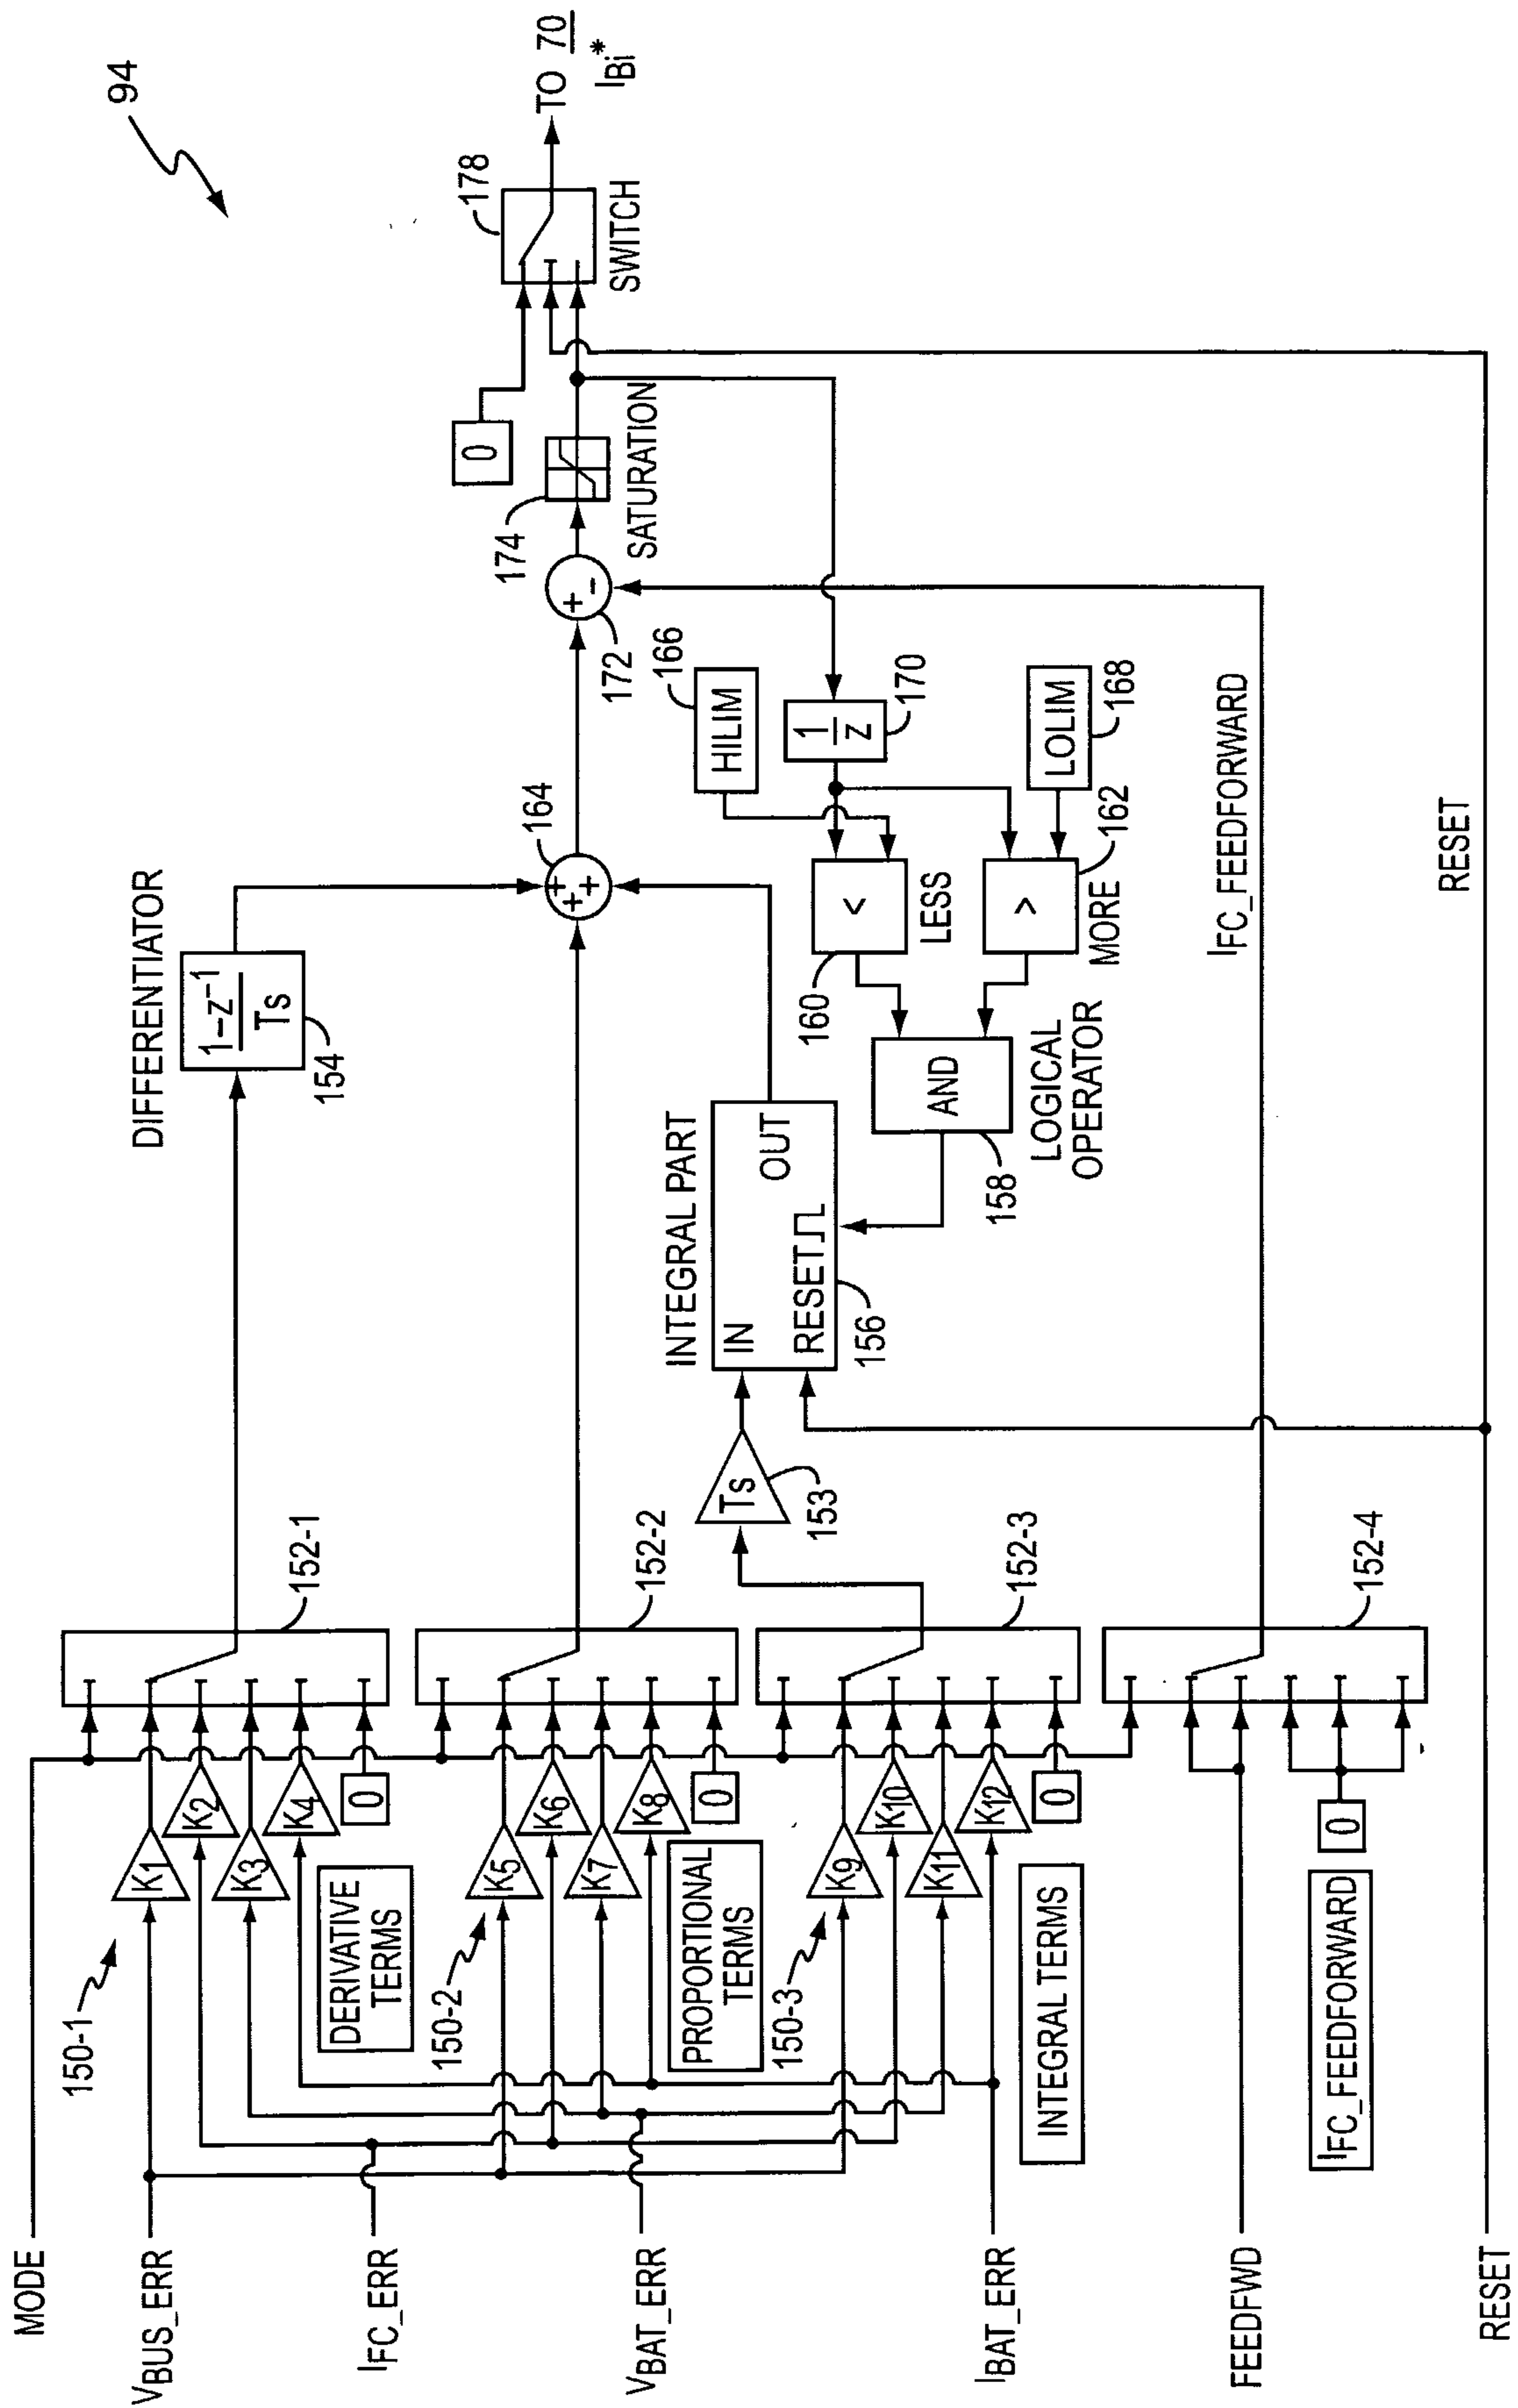 94
MODE
VBUS_ERR
IFC_ERR
VBAT_ERR
IBAT_ERR
FEEDFWD
RESET
150-1
K1
K2
K3
K4
0
DERIVATIVE
TERMS
152-1
150-2
K5
K6
K7
K8
0
PROPORTIONAL
TERMS
152-2
150-3
K9
K10
K11
K12
0
INTEGRAL TERMS
152-3
0
IFC_FEEDFORWARD
152-4
DIFFERENTIATOR
1−z−1
Ts
154
Ts
153
INTEGRAL PART
IN
OUT
RESET
156
AND
158
LOGICAL
OPERATOR
<
LESS
160
>
MORE
162
+
+
+
164
HILIM
166
LOLIM
168
1
z
170
+
-
172
174
SATURATION
0
178
SWITCH
TO 70
IBi*
IFC_FEEDFORWARD
RESET